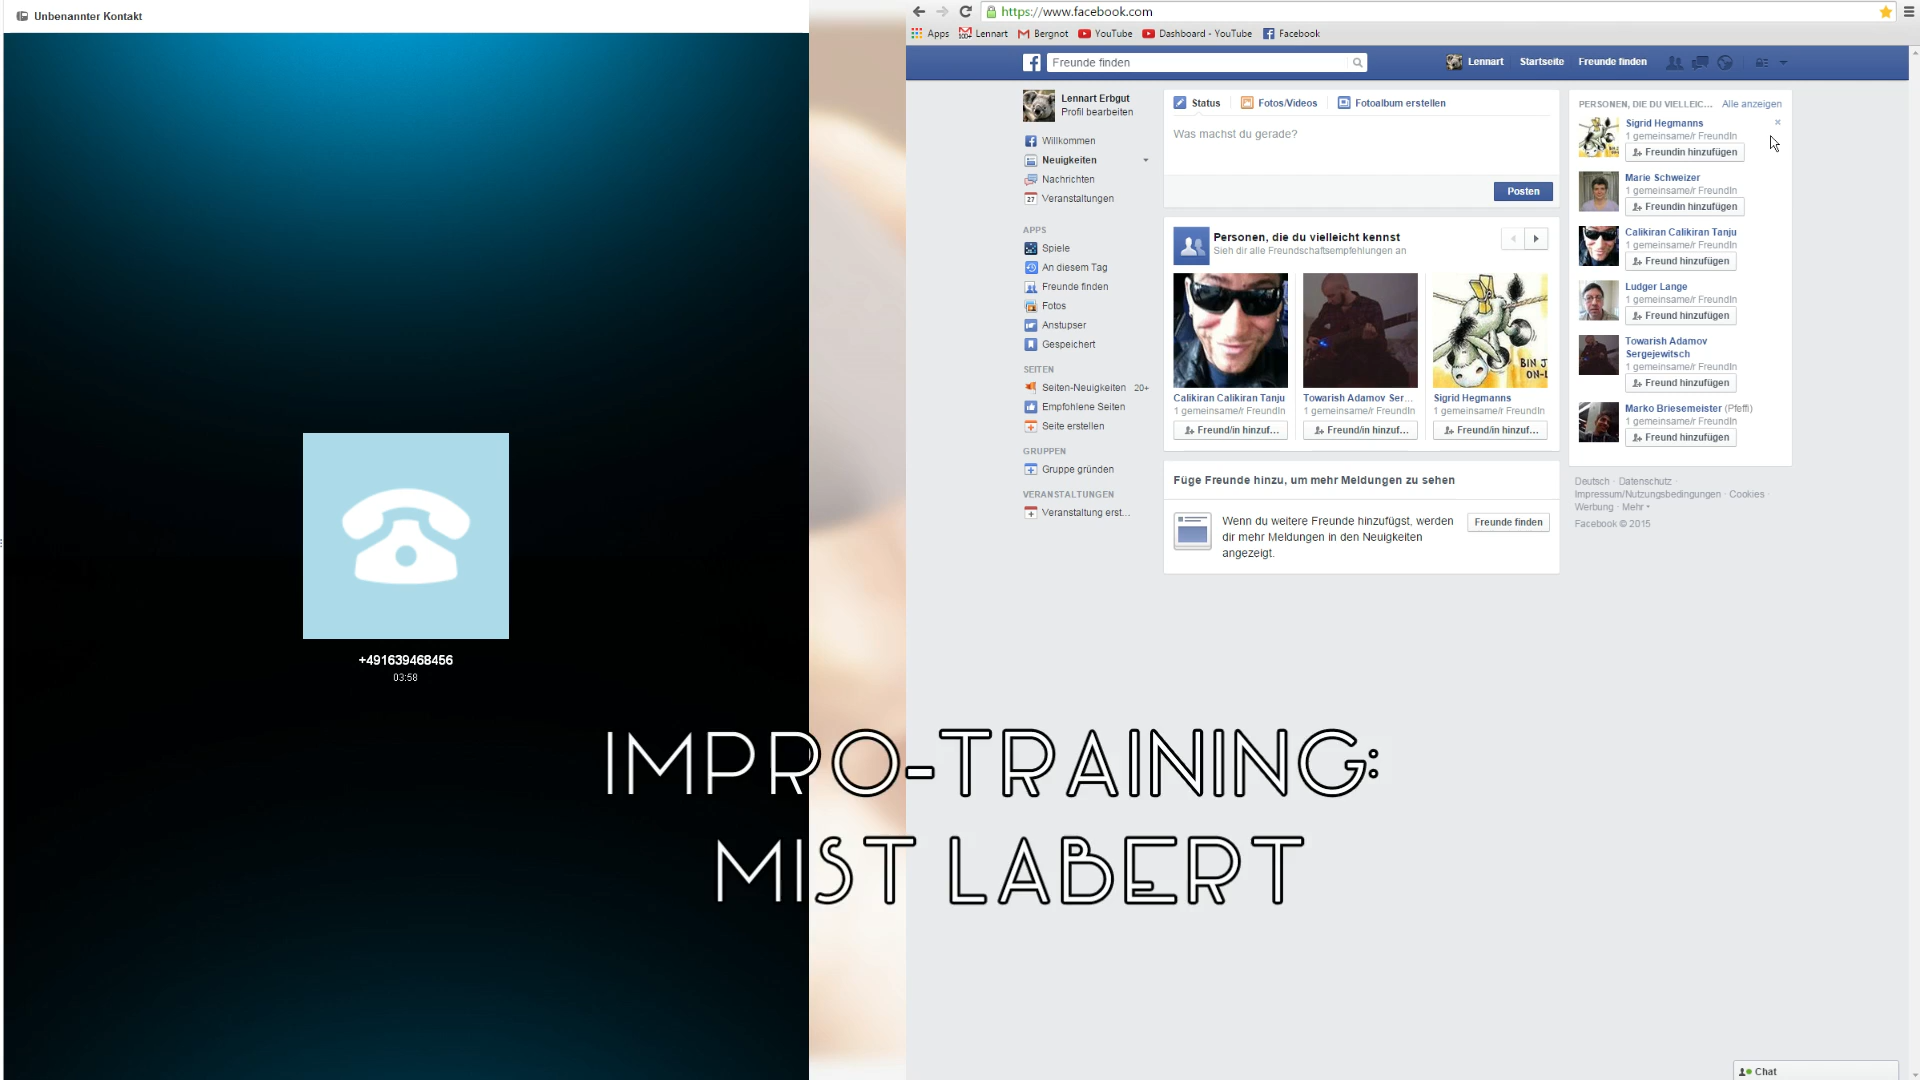 Unbenannter Kontakt
+491639468456
03:58
https://www.facebook.com
Apps
Lennart
Bergnot
YouTube
Dashboard - YouTube
Facebook
Freunde finden
Lennart
Startseite
Freunde finden
Lennart Erbgut
Profil bearbeiten
Willkommen
Neuigkeiten
Nachrichten
27
Veranstaltungen
APPS
Spiele
An diesem Tag
Freunde finden
Fotos
Anstupser
Gespeichert
SEITEN
Seiten-Neuigkeiten 20+
Empfohlene Seiten
Seite erstellen
GRUPPEN
Gruppe gründen
VERANSTALTUNGEN
Veranstaltung erst...
Status
Fotos/Videos
Fotoalbum erstellen
Was machst du gerade?
Posten
Personen, die du vielleicht kennst
Sieh dir alle Freundschaftsempfehlungen an
BIN J
ON-L
Calikiran Calikiran Tanju
1 gemeinsame/r FreundIn
Freund/in hinzuf...
Towarish Adamov Ser...
1 gemeinsame/r FreundIn
Freund/in hinzuf...
Sigrid Hegmanns
1 gemeinsame/r FreundIn
Freund/in hinzuf...
Füge Freunde hinzu, um mehr Meldungen zu sehen
Wenn du weitere Freunde hinzufügst, werden
dir mehr Meldungen in den Neuigkeiten
angezeigt.
Freunde finden
PERSONEN, DIE DU VIELLEIC... Alle anzeigen
Sigrid Hegmanns
1 gemeinsame/r FreundIn
Freundin hinzufügen
Marie Schweizer
1 gemeinsame/r FreundIn
Freundin hinzufügen
Calikiran Calikiran Tanju
1 gemeinsame/r FreundIn
Freund hinzufügen
Ludger Lange
1 gemeinsame/r FreundIn
Freund hinzufügen
Towarish Adamov
Sergejewitsch
1 gemeinsame/r FreundIn
Freund hinzufügen
Marko Briesemeister (Pfeffi)
1 gemeinsame/r FreundIn
Freund hinzufügen
Deutsch · Datenschutz ·
Impressum/Nutzungsbedingungen · Cookies ·
Werbung · Mehr
Facebook © 2015
IMPRO-TRAINING:
MIST LABERT
Chat